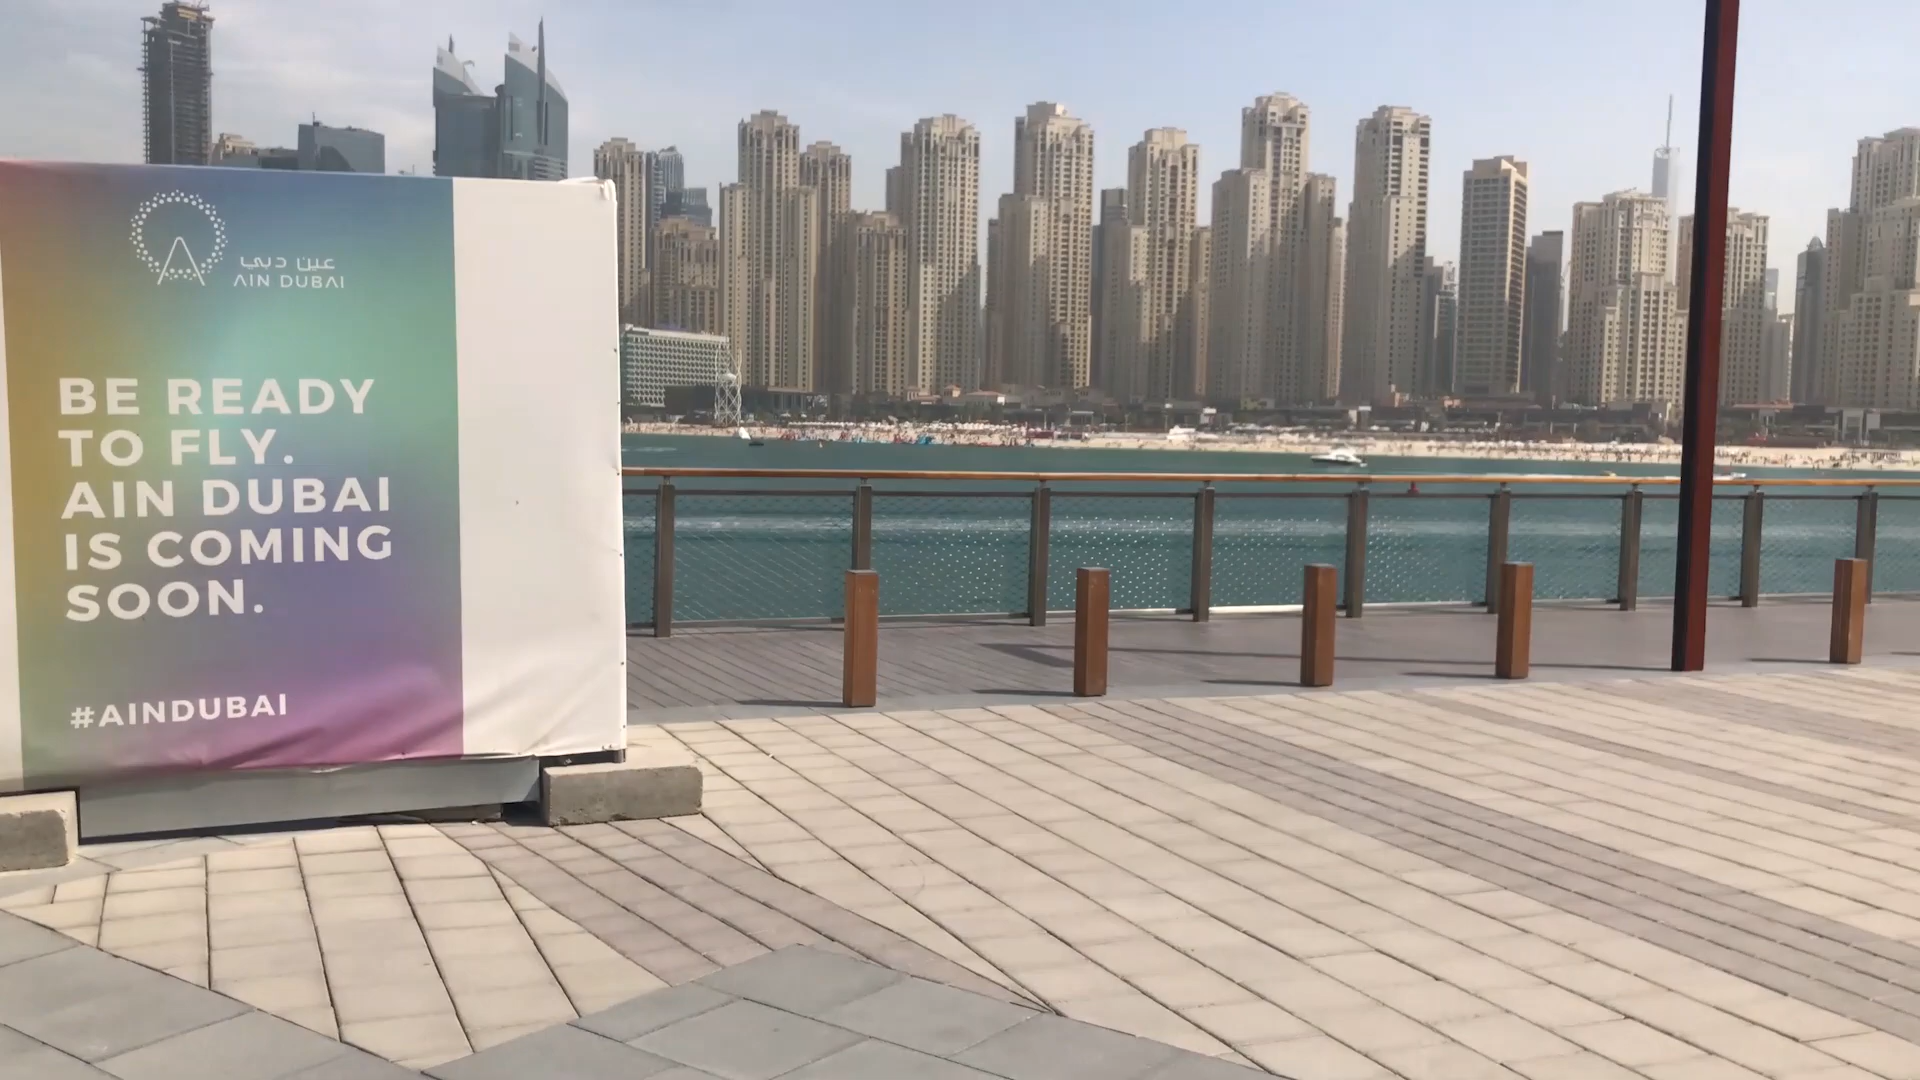 عين دبي
AIN DUBAI
BE READY
TO FLY.
AIN DUBAI
IS COMING
SOON.
#AINDUBAI